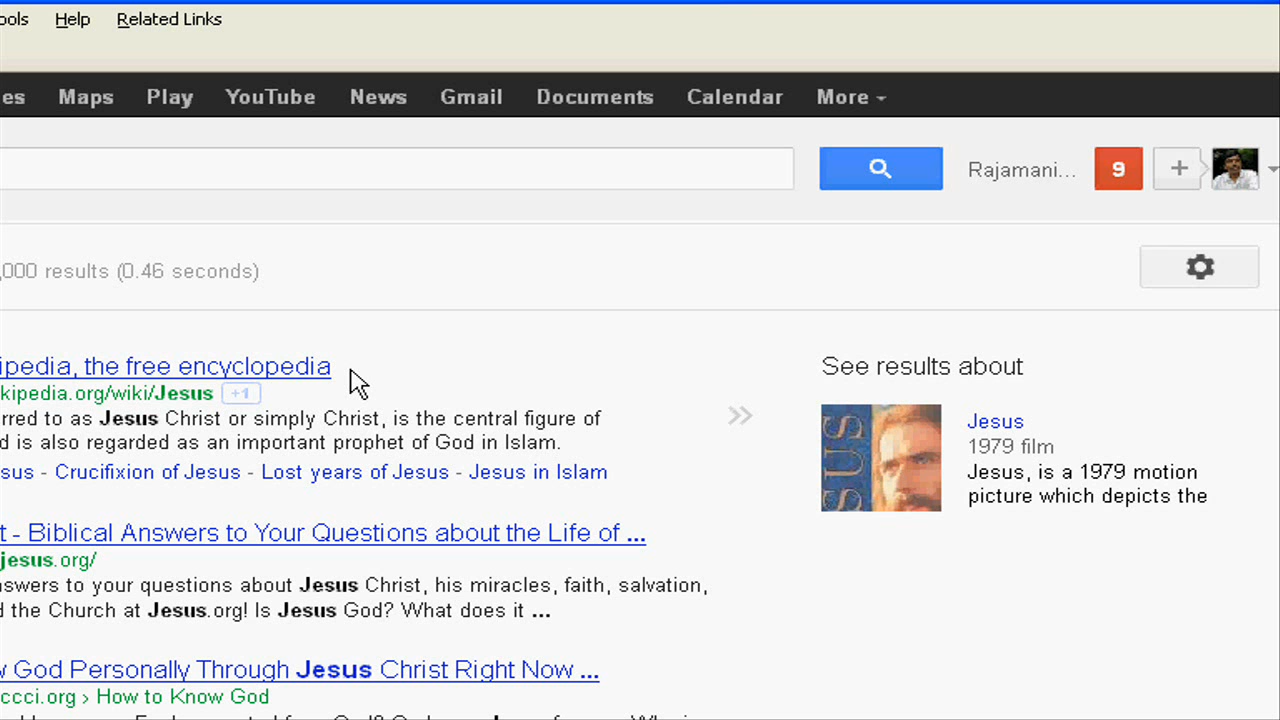 ools Help Related Links
es Maps Play YouTube News Gmail Documents Calendar More
Rajamani... 9 +
,000 results (0.46 seconds)
ipedia, the free encyclopedia
kipedia.org/wiki/Jesus +1
rred to as Jesus Christ or simply Christ, is the central figure of
d is also regarded as an important prophet of God in Islam.
sus - Crucifixion of Jesus - Lost years of Jesus - Jesus in Islam
See results about
SUS
Jesus
1979 film
Jesus, is a 1979 motion
picture which depicts the
t - Biblical Answers to Your Questions about the Life of ...
jesus.org/
nswers to your questions about Jesus Christ, his miracles, faith, salvation,
d the Church at Jesus.org! Is Jesus God? What does it ...
w God Personally Through Jesus Christ Right Now ...
ccci.org › How to Know God